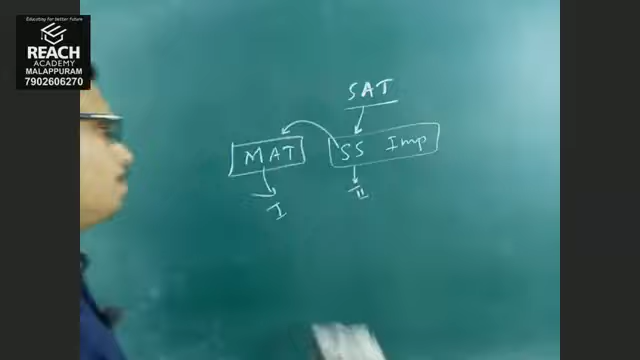 Educating for better future
REACH
ACADEMY
MALAPPURAM
7902606270
SAT
MAT
SS Imp
I
II